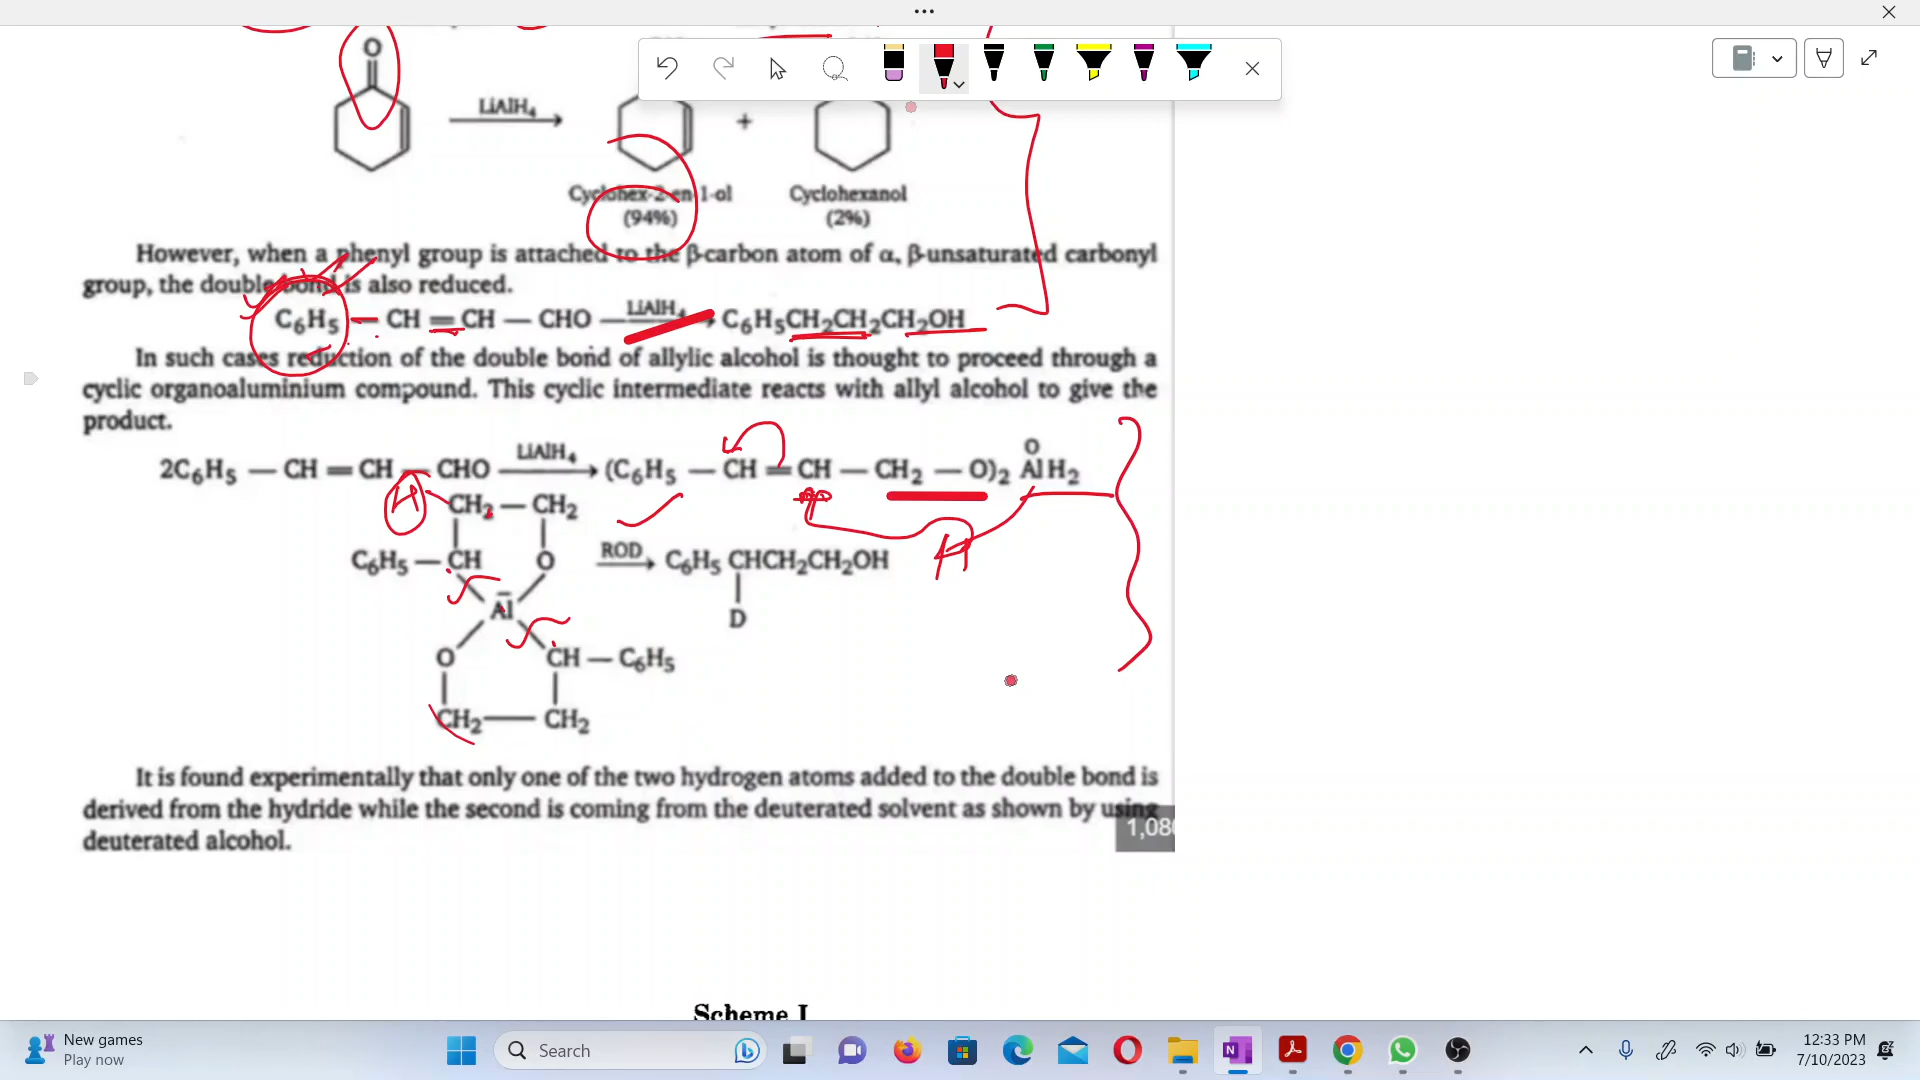 O
LiAlH4
+
Cyclohex-2-en-1-ol
Cyclohexanol
(94%)
(2%)
However, when a phenyl group is attached to the β-carbon atom of α, β-unsaturated carbonyl
group, the double bond is also reduced.
C6H5 — CH = CH — CHO LiAlH4 → C6H5CH2CH2CH2OH
In such cases reduction of the double bond of allylic alcohol is thought to proceed through a
cyclic organoaluminium compound. This cyclic intermediate reacts with allyl alcohol to give the
product.
2C6H5 — CH = CH — CHO LiAlH4 → (C6H5 — CH = CH — CH2 — O)2 AlH2
Θ
H
CH2 — CH2
C6H5 — CH O ROD → C6H5 CHCH2CH2OH
H
Al
D
O CH — C6H5
CH2 — CH2
It is found experimentally that only one of the two hydrogen atoms added to the double bond is
derived from the hydride while the second is coming from the deuterated solvent as shown by using
deuterated alcohol.
1,080
Scheme I
New games
Play now
Search
12:33 PM
7/10/2023